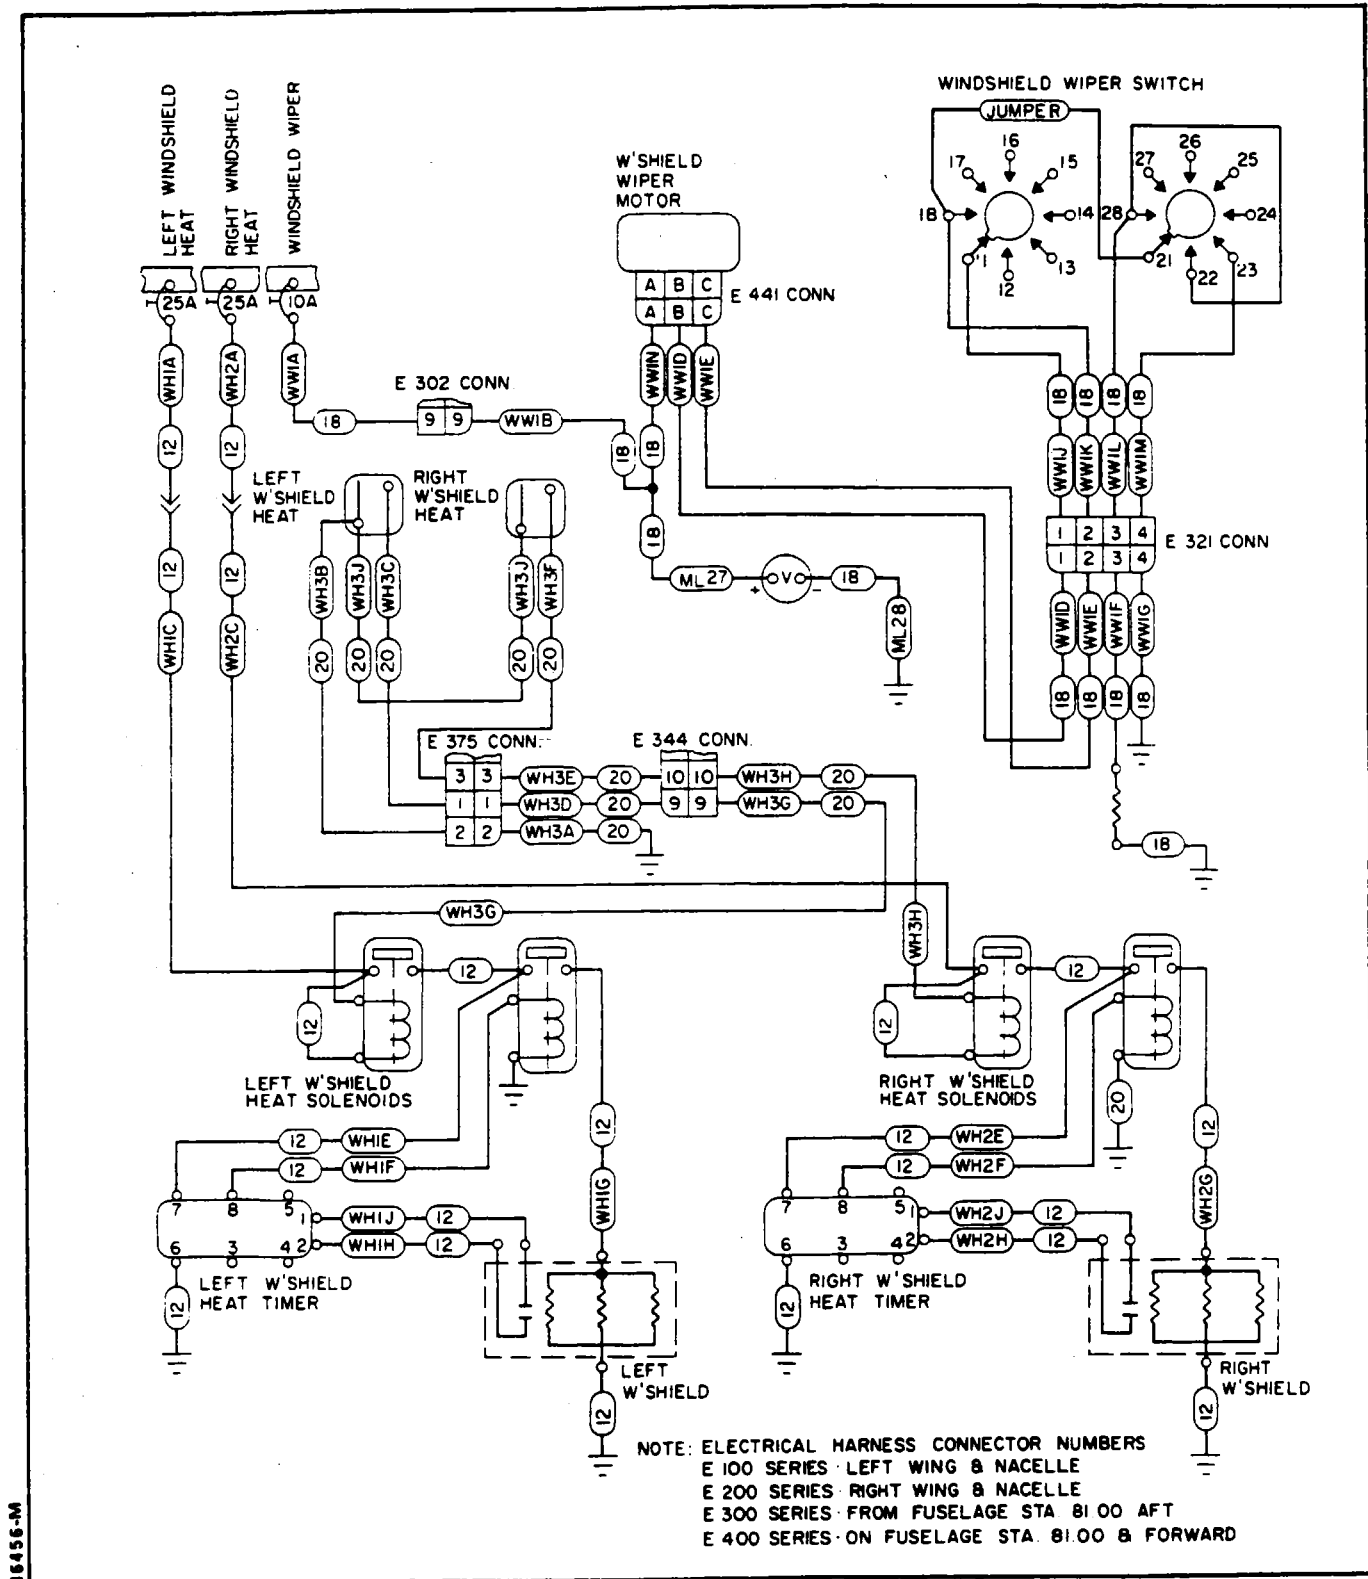 WINDSHIELD WIPER SWITCH
JUMPER
LEFT WINDSHIELD
HEAT
RIGHT WINDSHIELD
HEAT
WINDSHIELD WIPER
25A
25A
10A
W'SHIELD
WIPER
MOTOR
A B C
A B C
E 441 CONN
16
17
15
18
14
11
13
12
26
27
25
28
24
21
23
22
WH1A
WH2A
WW1A
E 302 CONN
18
9 9
WW1B
WW1N
WW1D
WW1E
18
18
18
12
12
12
12
WH1C
WH2C
LEFT
W'SHIELD
HEAT
RIGHT
W'SHIELD
HEAT
WH3B
WH3J
WH3C
WH3J
WH3F
20
20
20
20
20
ML27
+ V -
18
ML28
18 18 18 18
WW1J
WW1K
WW1L
WW1M
1 2 3 4
1 2 3 4
E 321 CONN
WW1D
WW1E
WW1F
WW1G
18 18 18 18
18
E 375 CONN.
E 344 CONN.
3 3 WH3E 20 10 10 WH3H 20
1 1 WH3D 20 9 9 WH3G 20
2 2 WH3A 20
WH3G
WH3H
12
12
12
12
LEFT W'SHIELD
HEAT SOLENOIDS
RIGHT W'SHIELD
HEAT SOLENOIDS
20
12 WH1E
12 WH1F
12
WH1G
12 WH2E
12 WH2F
12
WH2G
7 8 5
1 WH1J 12
2 WH1H 12
6 3 4
LEFT W'SHIELD
HEAT TIMER
12
7 8 5
1 WH2J 12
2 WH2H 12
6 3 4
RIGHT W'SHIELD
HEAT TIMER
12
LEFT
W'SHIELD
12
RIGHT
W'SHIELD
12
NOTE: ELECTRICAL HARNESS CONNECTOR NUMBERS
E 100 SERIES · LEFT WING & NACELLE
E 200 SERIES · RIGHT WING & NACELLE
E 300 SERIES · FROM FUSELAGE STA 81.00 AFT
E 400 SERIES · ON FUSELAGE STA. 81.00 & FORWARD